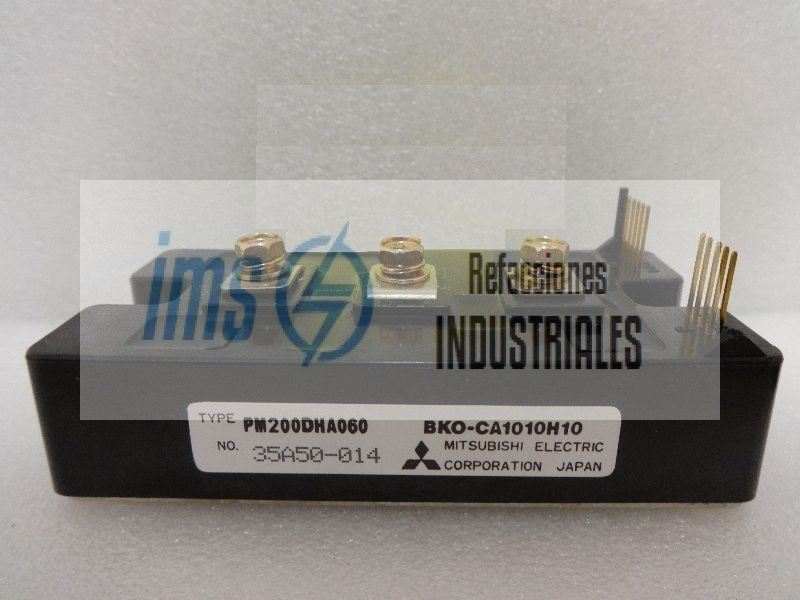 ims
Refacciones
INDUSTRIALES
TYPE PM200DHA060 BKO-CA1010H10
NO. 35A50-014 MITSUBISHI ELECTRIC
CORPORATION JAPAN